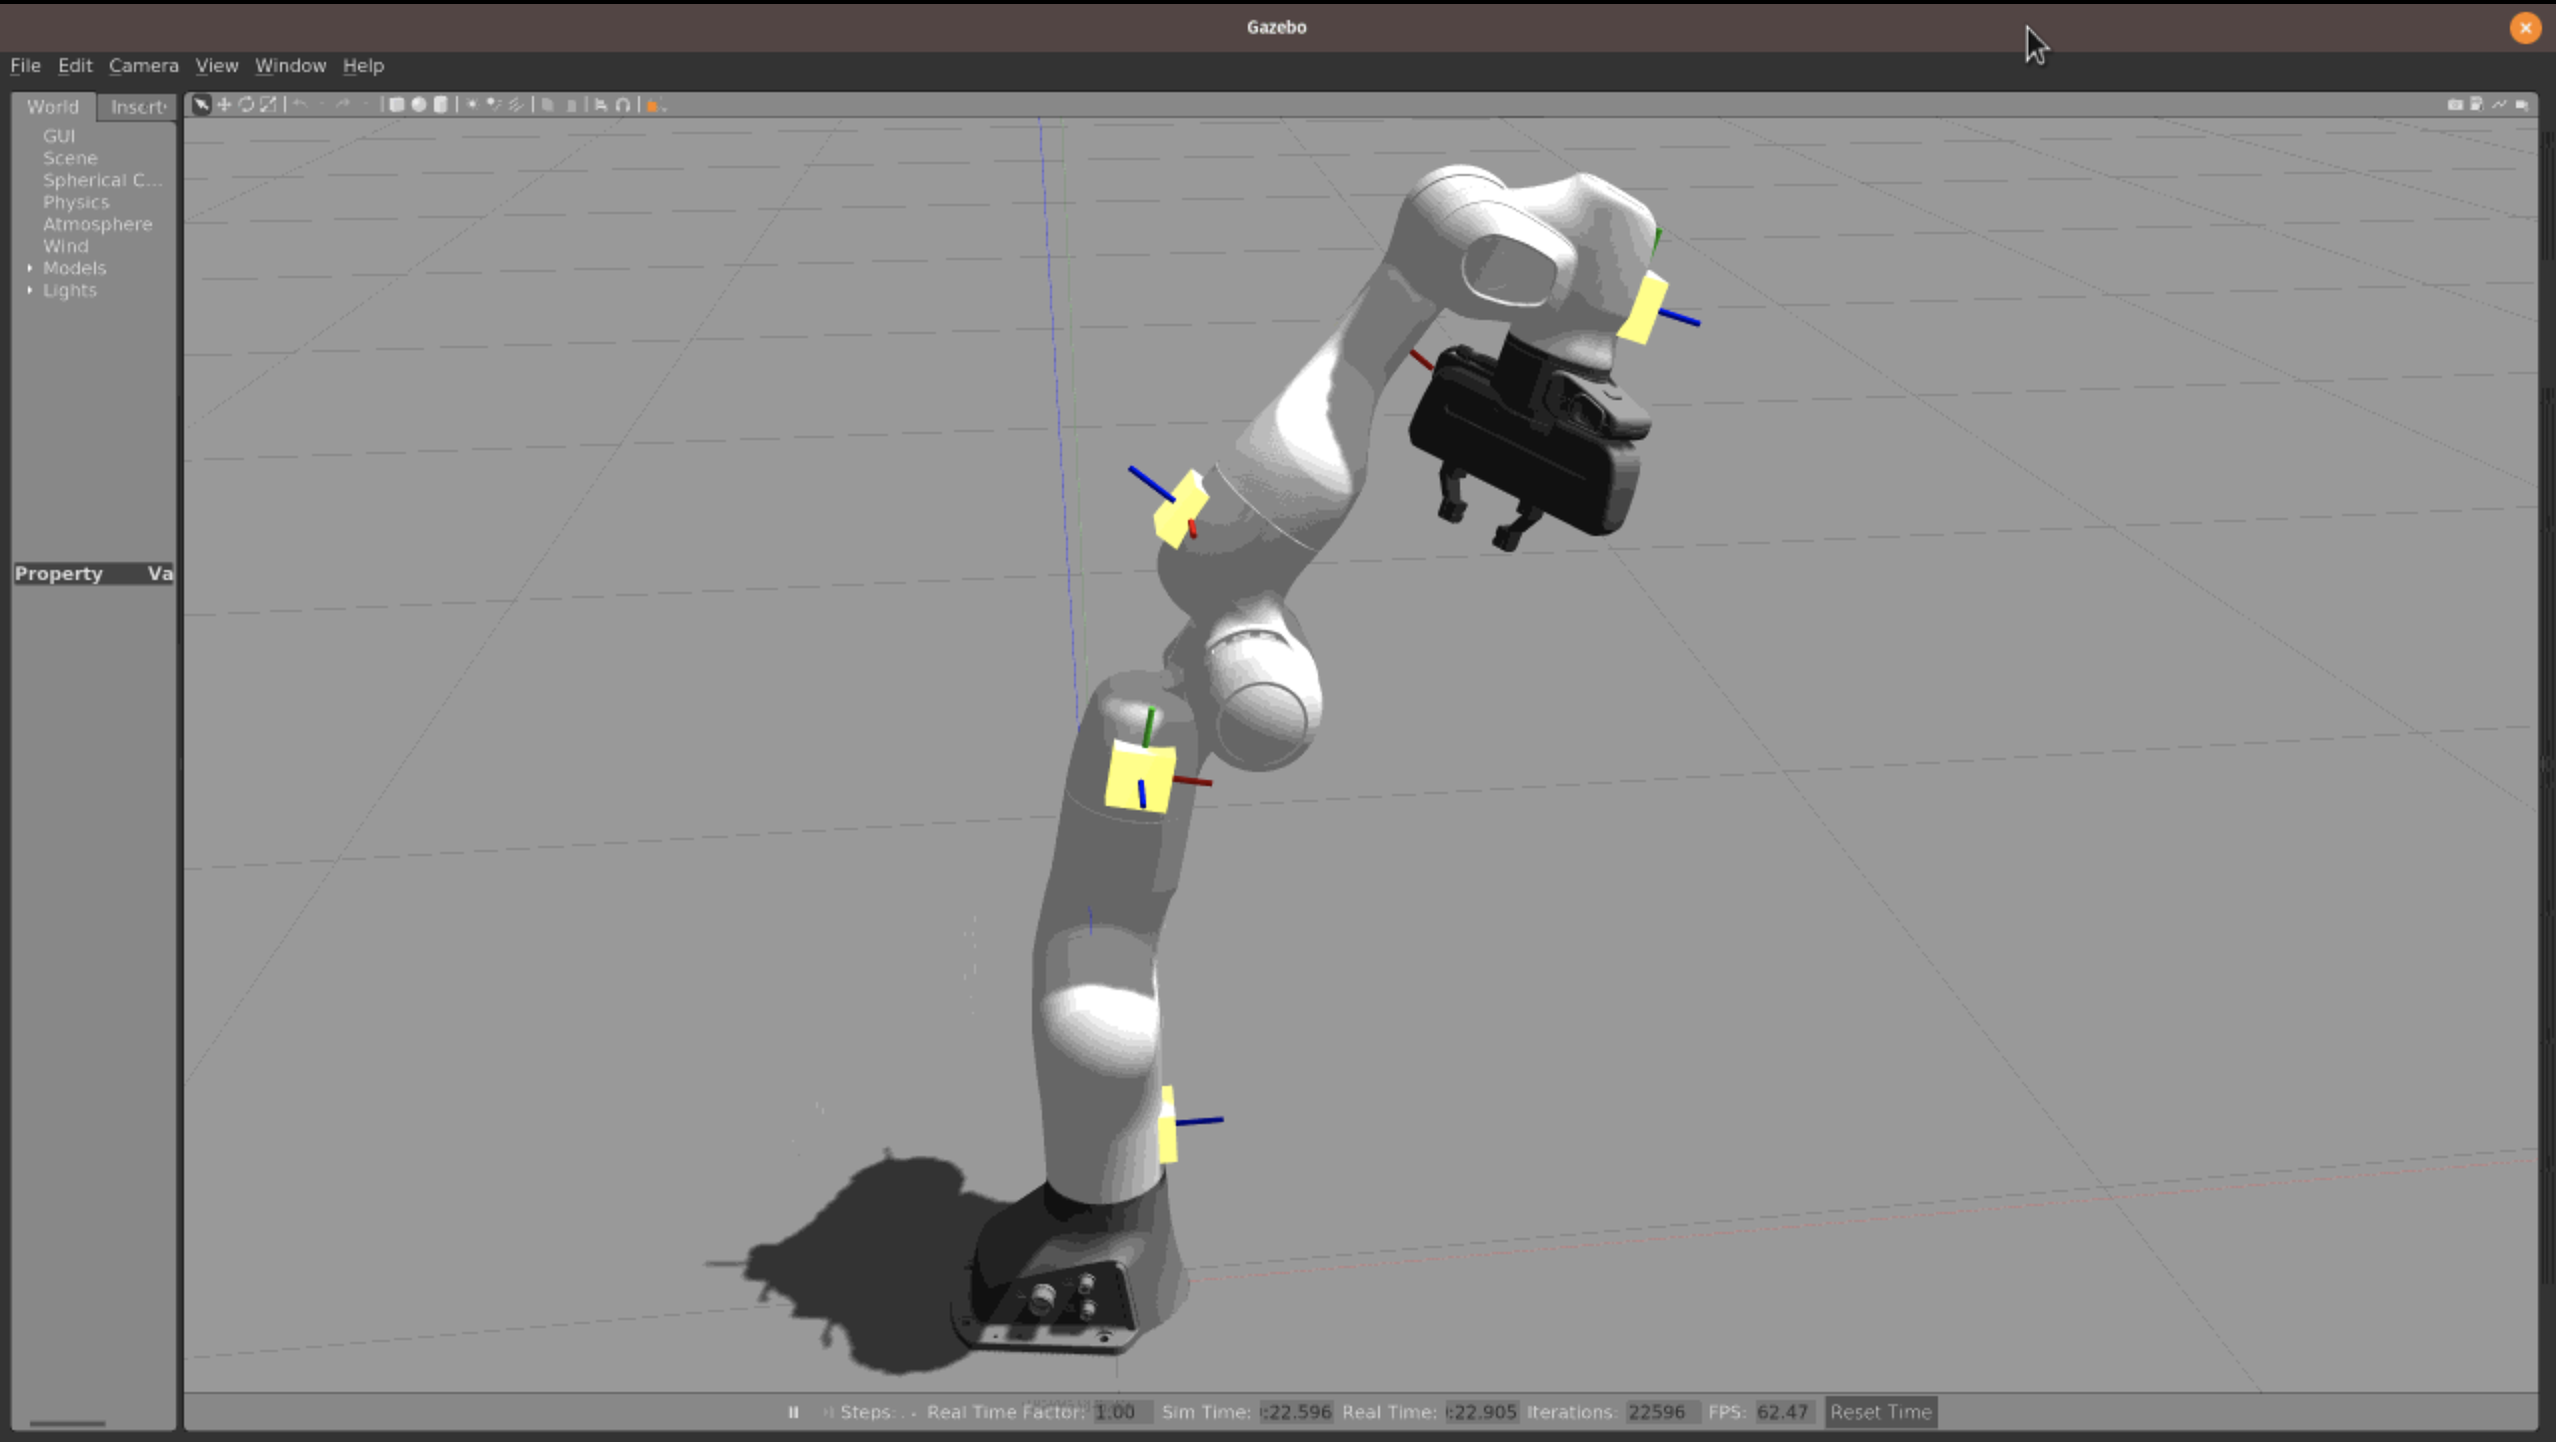 Gazebo
File Edit Camera View Window Help
World Insert
GUI
Scene
Spherical C...
Physics
Atmosphere
Wind
Models
Lights
Property Va
Steps: Real Time Factor: 1.00 Sim Time: :22.596 Real Time: :22.905 Iterations: 22596 FPS: 62.47 Reset Time